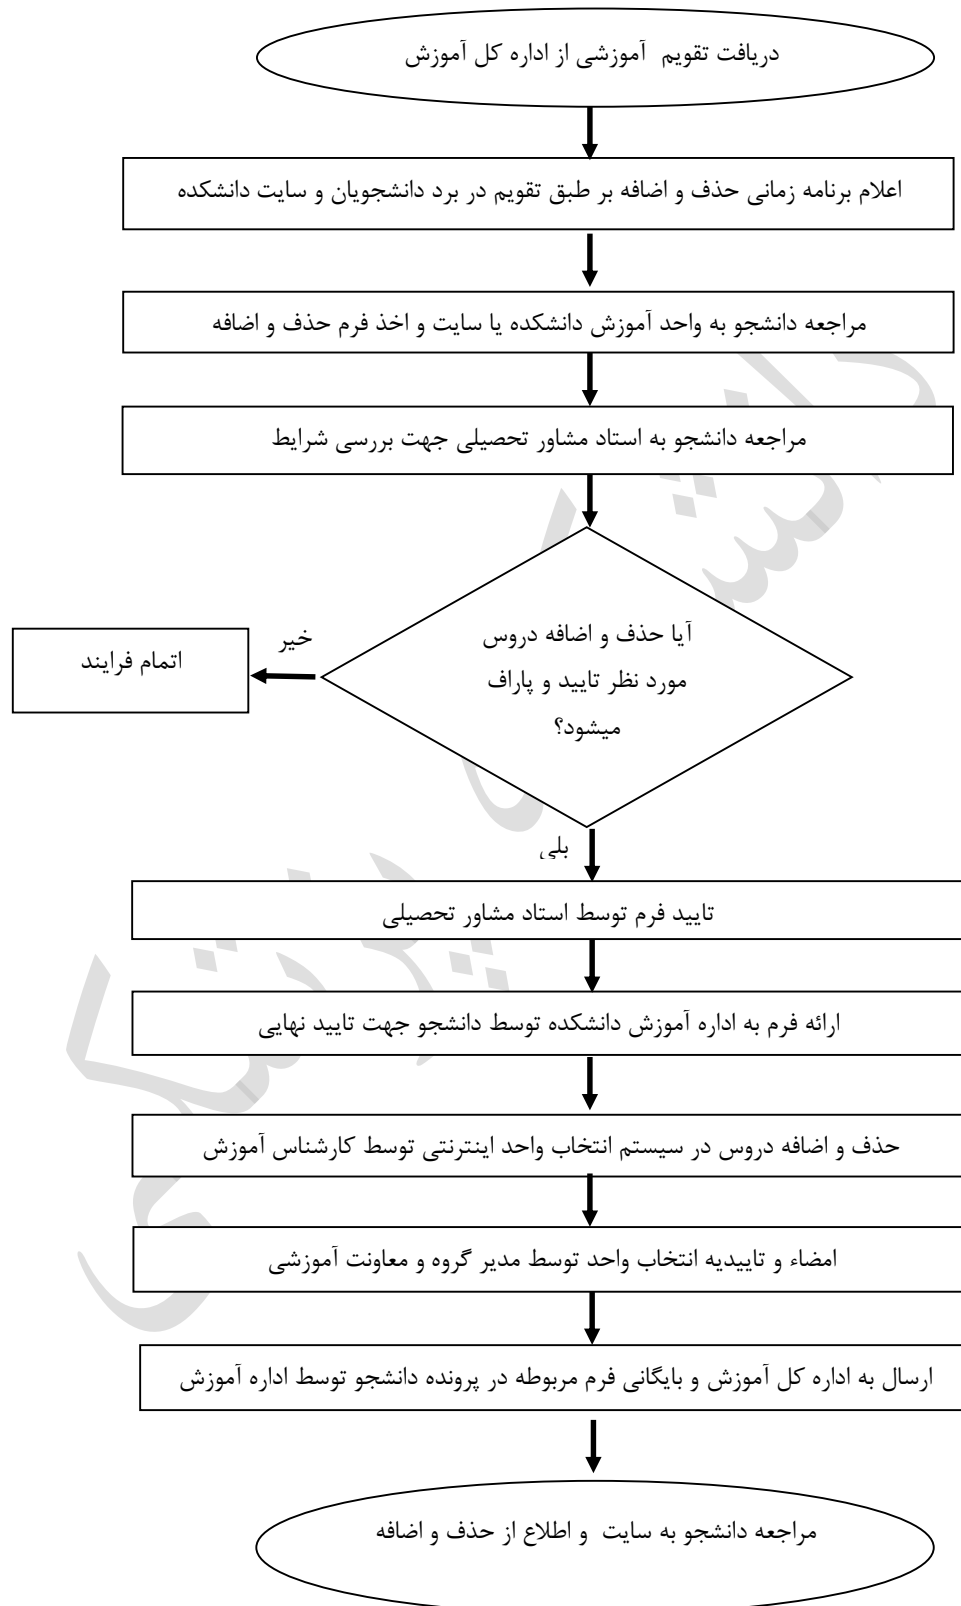 دریافت تقویم آموزشی از اداره کل آموزش
اعلام برنامه زمانی حذف و اضافه بر طبق تقویم در برد دانشجویان و سایت دانشکده
مراجعه دانشجو به واحد آموزش دانشکده یا سایت و اخذ فرم حذف و اضافه
مراجعه دانشجو به استاد مشاور تحصیلی جهت بررسی شرایط
آیا حذف و اضافه دروس
مورد نظر تایید و پاراف
میشود؟
خیر
اتمام فرایند
بلی
تایید فرم توسط استاد مشاور تحصیلی
ارائه فرم به اداره آموزش دانشکده توسط دانشجو جهت تایید نهایی
حذف و اضافه دروس در سیستم انتخاب واحد اینترنتی توسط کارشناس آموزش
امضاء و تاییدیه انتخاب واحد توسط مدیر گروه و معاونت آموزشی
ارسال به اداره کل آموزش و بایگانی فرم مربوطه در پرونده دانشجو توسط اداره آموزش
مراجعه دانشجو به سایت و اطلاع از حذف و اضافه